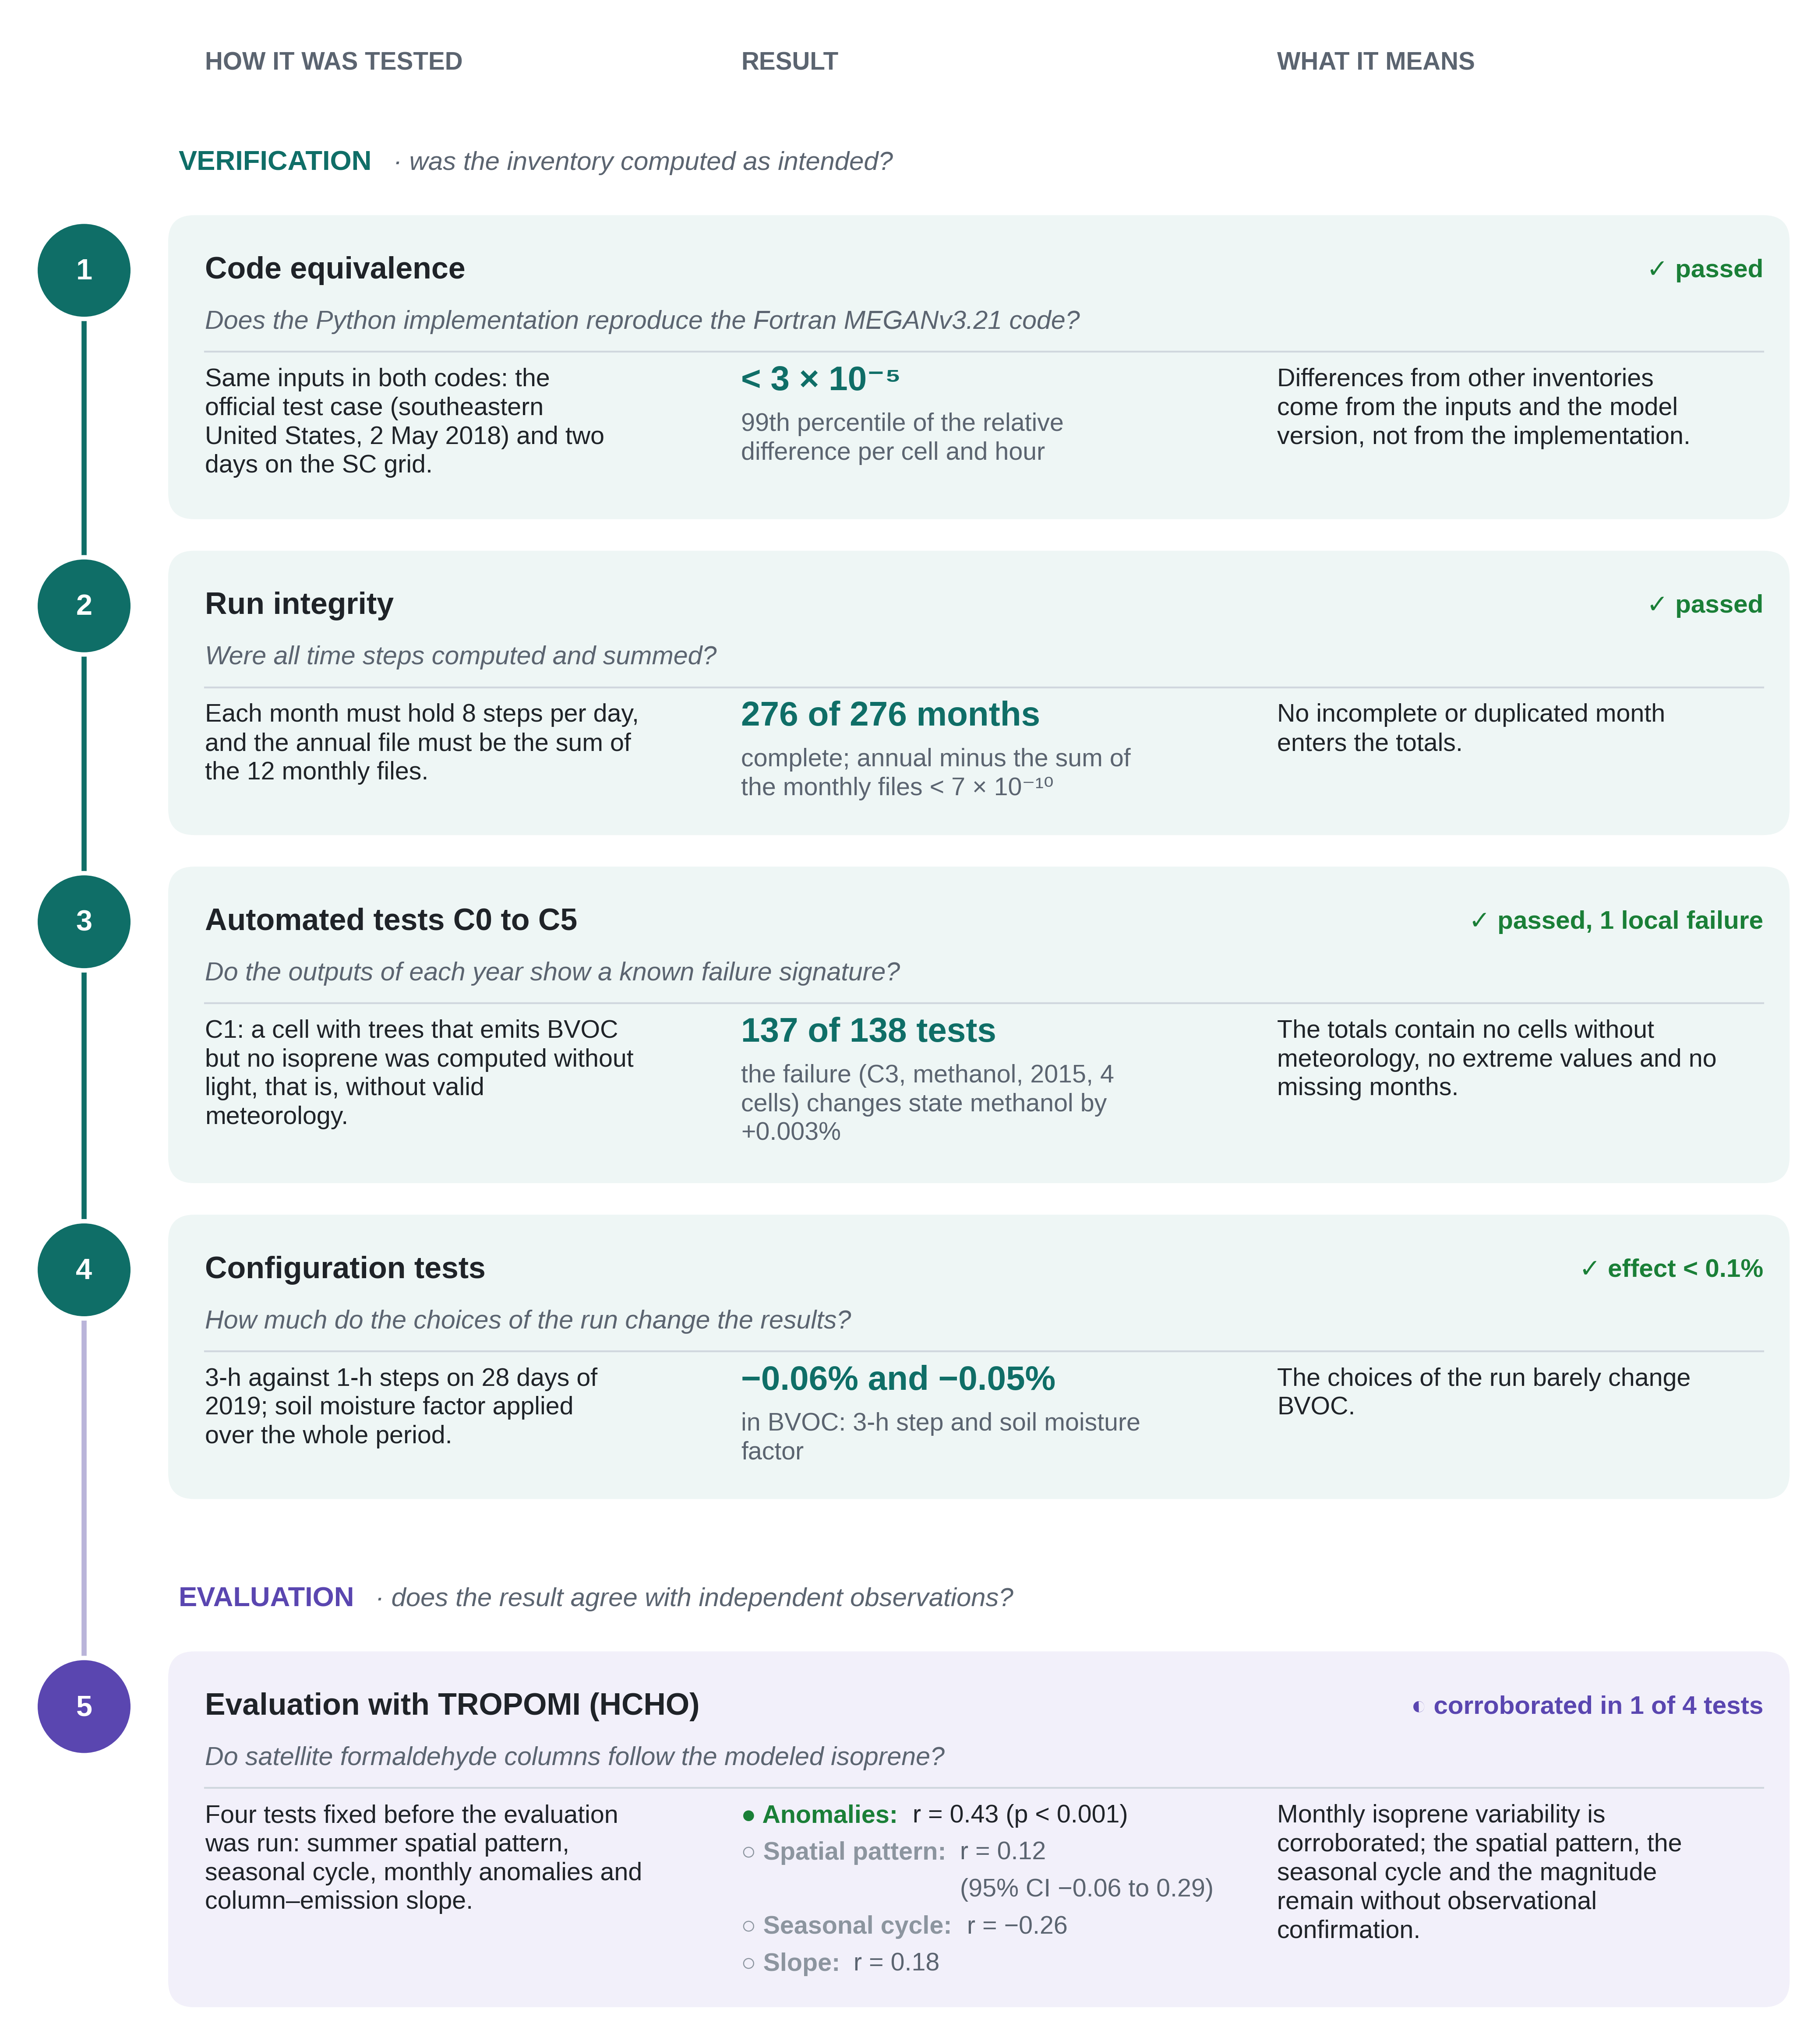 HOW IT WAS TESTED
RESULT
WHAT IT MEANS
VERIFICATION · was the inventory computed as intended?
1
Code equivalence
✓ passed
Does the Python implementation reproduce the Fortran MEGANv3.21 code?
Same inputs in both codes: the
official test case (southeastern
United States, 2 May 2018) and two
days on the SC grid.
< 3 × 10⁻⁵
99th percentile of the relative
difference per cell and hour
Differences from other inventories
come from the inputs and the model
version, not from the implementation.
2
Run integrity
✓ passed
Were all time steps computed and summed?
Each month must hold 8 steps per day,
and the annual file must be the sum of
the 12 monthly files.
276 of 276 months
complete; annual minus the sum of
the monthly files < 7 × 10⁻¹⁰
No incomplete or duplicated month
enters the totals.
3
Automated tests C0 to C5
✓ passed, 1 local failure
Do the outputs of each year show a known failure signature?
C1: a cell with trees that emits BVOC
but no isoprene was computed without
light, that is, without valid
meteorology.
137 of 138 tests
the failure (C3, methanol, 2015, 4
cells) changes state methanol by
+0.003%
The totals contain no cells without
meteorology, no extreme values and no
missing months.
4
Configuration tests
✓ effect < 0.1%
How much do the choices of the run change the results?
3-h against 1-h steps on 28 days of
2019; soil moisture factor applied
over the whole period.
−0.06% and −0.05%
in BVOC: 3-h step and soil moisture
factor
The choices of the run barely change
BVOC.
EVALUATION · does the result agree with independent observations?
5
Evaluation with TROPOMI (HCHO)
◐ corroborated in 1 of 4 tests
Do satellite formaldehyde columns follow the modeled isoprene?
Four tests fixed before the evaluation
was run: summer spatial pattern,
seasonal cycle, monthly anomalies and
column–emission slope.
● Anomalies: r = 0.43 (p < 0.001)
○ Spatial pattern: r = 0.12
(95% CI −0.06 to 0.29)
○ Seasonal cycle: r = −0.26
○ Slope: r = 0.18
Monthly isoprene variability is
corroborated; the spatial pattern, the
seasonal cycle and the magnitude
remain without observational
confirmation.